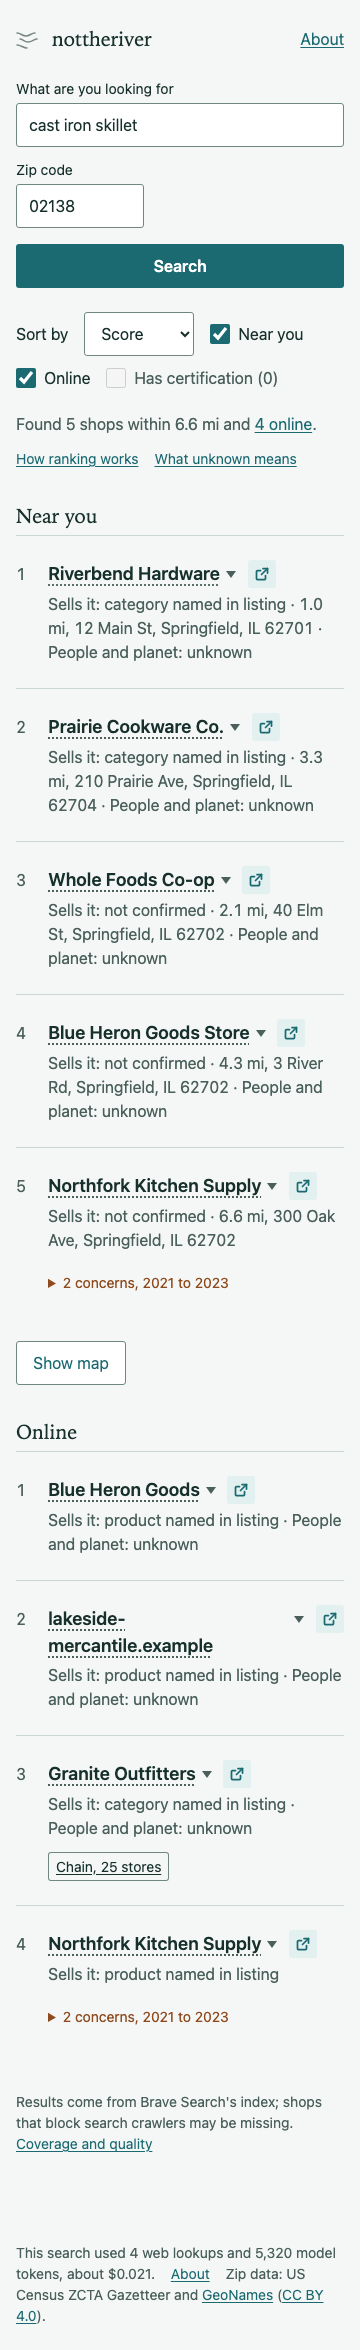 nottheriver
About
What are you looking for
cast iron skillet
Zip code
02138
Search
Sort by Score Near you
Online Has certification (0)
Found 5 shops within 6.6 mi and 4 online.
How ranking works What unknown means
Near you
1 Riverbend Hardware
Sells it: category named in listing · 1.0
mi, 12 Main St, Springfield, IL 62701 ·
People and planet: unknown
2 Prairie Cookware Co.
Sells it: category named in listing · 3.3
mi, 210 Prairie Ave, Springfield, IL
62704 · People and planet: unknown
3 Whole Foods Co-op
Sells it: not confirmed · 2.1 mi, 40 Elm
St, Springfield, IL 62702 · People and
planet: unknown
4 Blue Heron Goods Store
Sells it: not confirmed · 4.3 mi, 3 River
Rd, Springfield, IL 62702 · People and
planet: unknown
5 Northfork Kitchen Supply
Sells it: not confirmed · 6.6 mi, 300 Oak
Ave, Springfield, IL 62702
2 concerns, 2021 to 2023
Show map
Online
1 Blue Heron Goods
Sells it: product named in listing · People
and planet: unknown
2 lakeside-
mercantile.example
Sells it: product named in listing · People
and planet: unknown
3 Granite Outfitters
Sells it: category named in listing ·
People and planet: unknown
Chain, 25 stores
4 Northfork Kitchen Supply
Sells it: product named in listing
2 concerns, 2021 to 2023
Results come from Brave Search's index; shops
that block search crawlers may be missing.
Coverage and quality
This search used 4 web lookups and 5,320 model
tokens, about $0.021. About Zip data: US
Census ZCTA Gazetteer and GeoNames (CC BY
4.0).